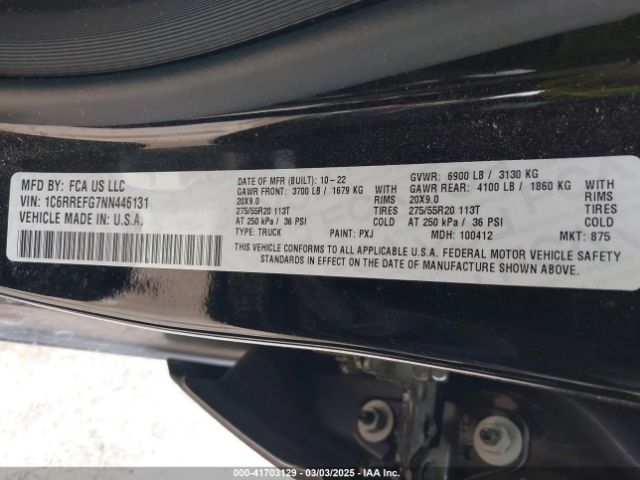 MFD BY: FCA US LLC
VIN: 1C6RREFG7NN446131
VEHICLE MADE IN: U.S.A.
DATE OF MFR (BUILT): 10-22
GAWR FRONT: 3700 LB / 1679 KG WITH
20X9.0 RIMS
275/55R20 113T TIRES
AT 250 kPa / 36 PSI COLD
TYPE: TRUCK PAINT: PXJ
GVWR: 6900 LB / 3130 KG
GAWR REAR: 4100 LB / 1860 KG WITH
20X9.0 RIMS
275/55R20 113T TIRES
AT 250 kPa / 36 PSI COLD
MDH: 100412 MKT: 875
THIS VEHICLE CONFORMS TO ALL APPLICABLE U.S.A. FEDERAL MOTOR VEHICLE SAFETY
STANDARDS IN EFFECT ON THE DATE OF MANUFACTURE SHOWN ABOVE.
000-41703129 - 03/03/2025 - IAA Inc.